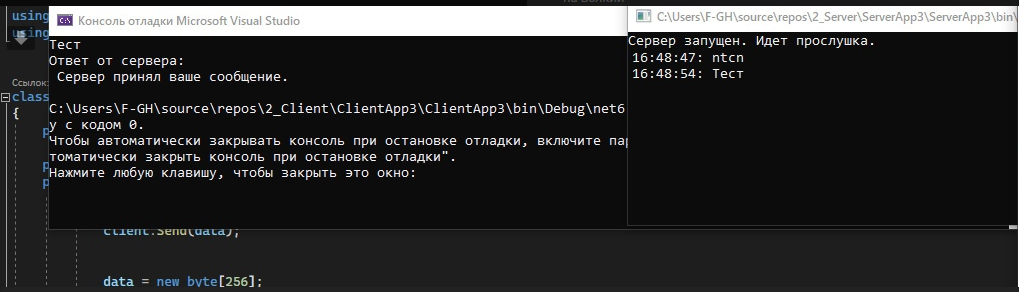 using
using
Ссылок:
class
{
Консоль отладки Microsoft Visual Studio
Тест
Ответ от сервера:
Сервер принял ваше сообщение.
C:\Users\F-GH\source\repos\2_Client\ClientApp3\ClientApp3\bin\Debug\net6
у с кодом 0.
Чтобы автоматически закрывать консоль при остановке отладки, включите пар
томатически закрыть консоль при остановке отладки".
Нажмите любую клавишу, чтобы закрыть это окно:
C:\Users\F-GH\source\repos\2_Server\ServerApp3\ServerApp3\bin\
Сервер запущен. Идет прослушка.
16:48:47: ntcn
16:48:54: Тест
client.Send(data);
data = new byte[256];